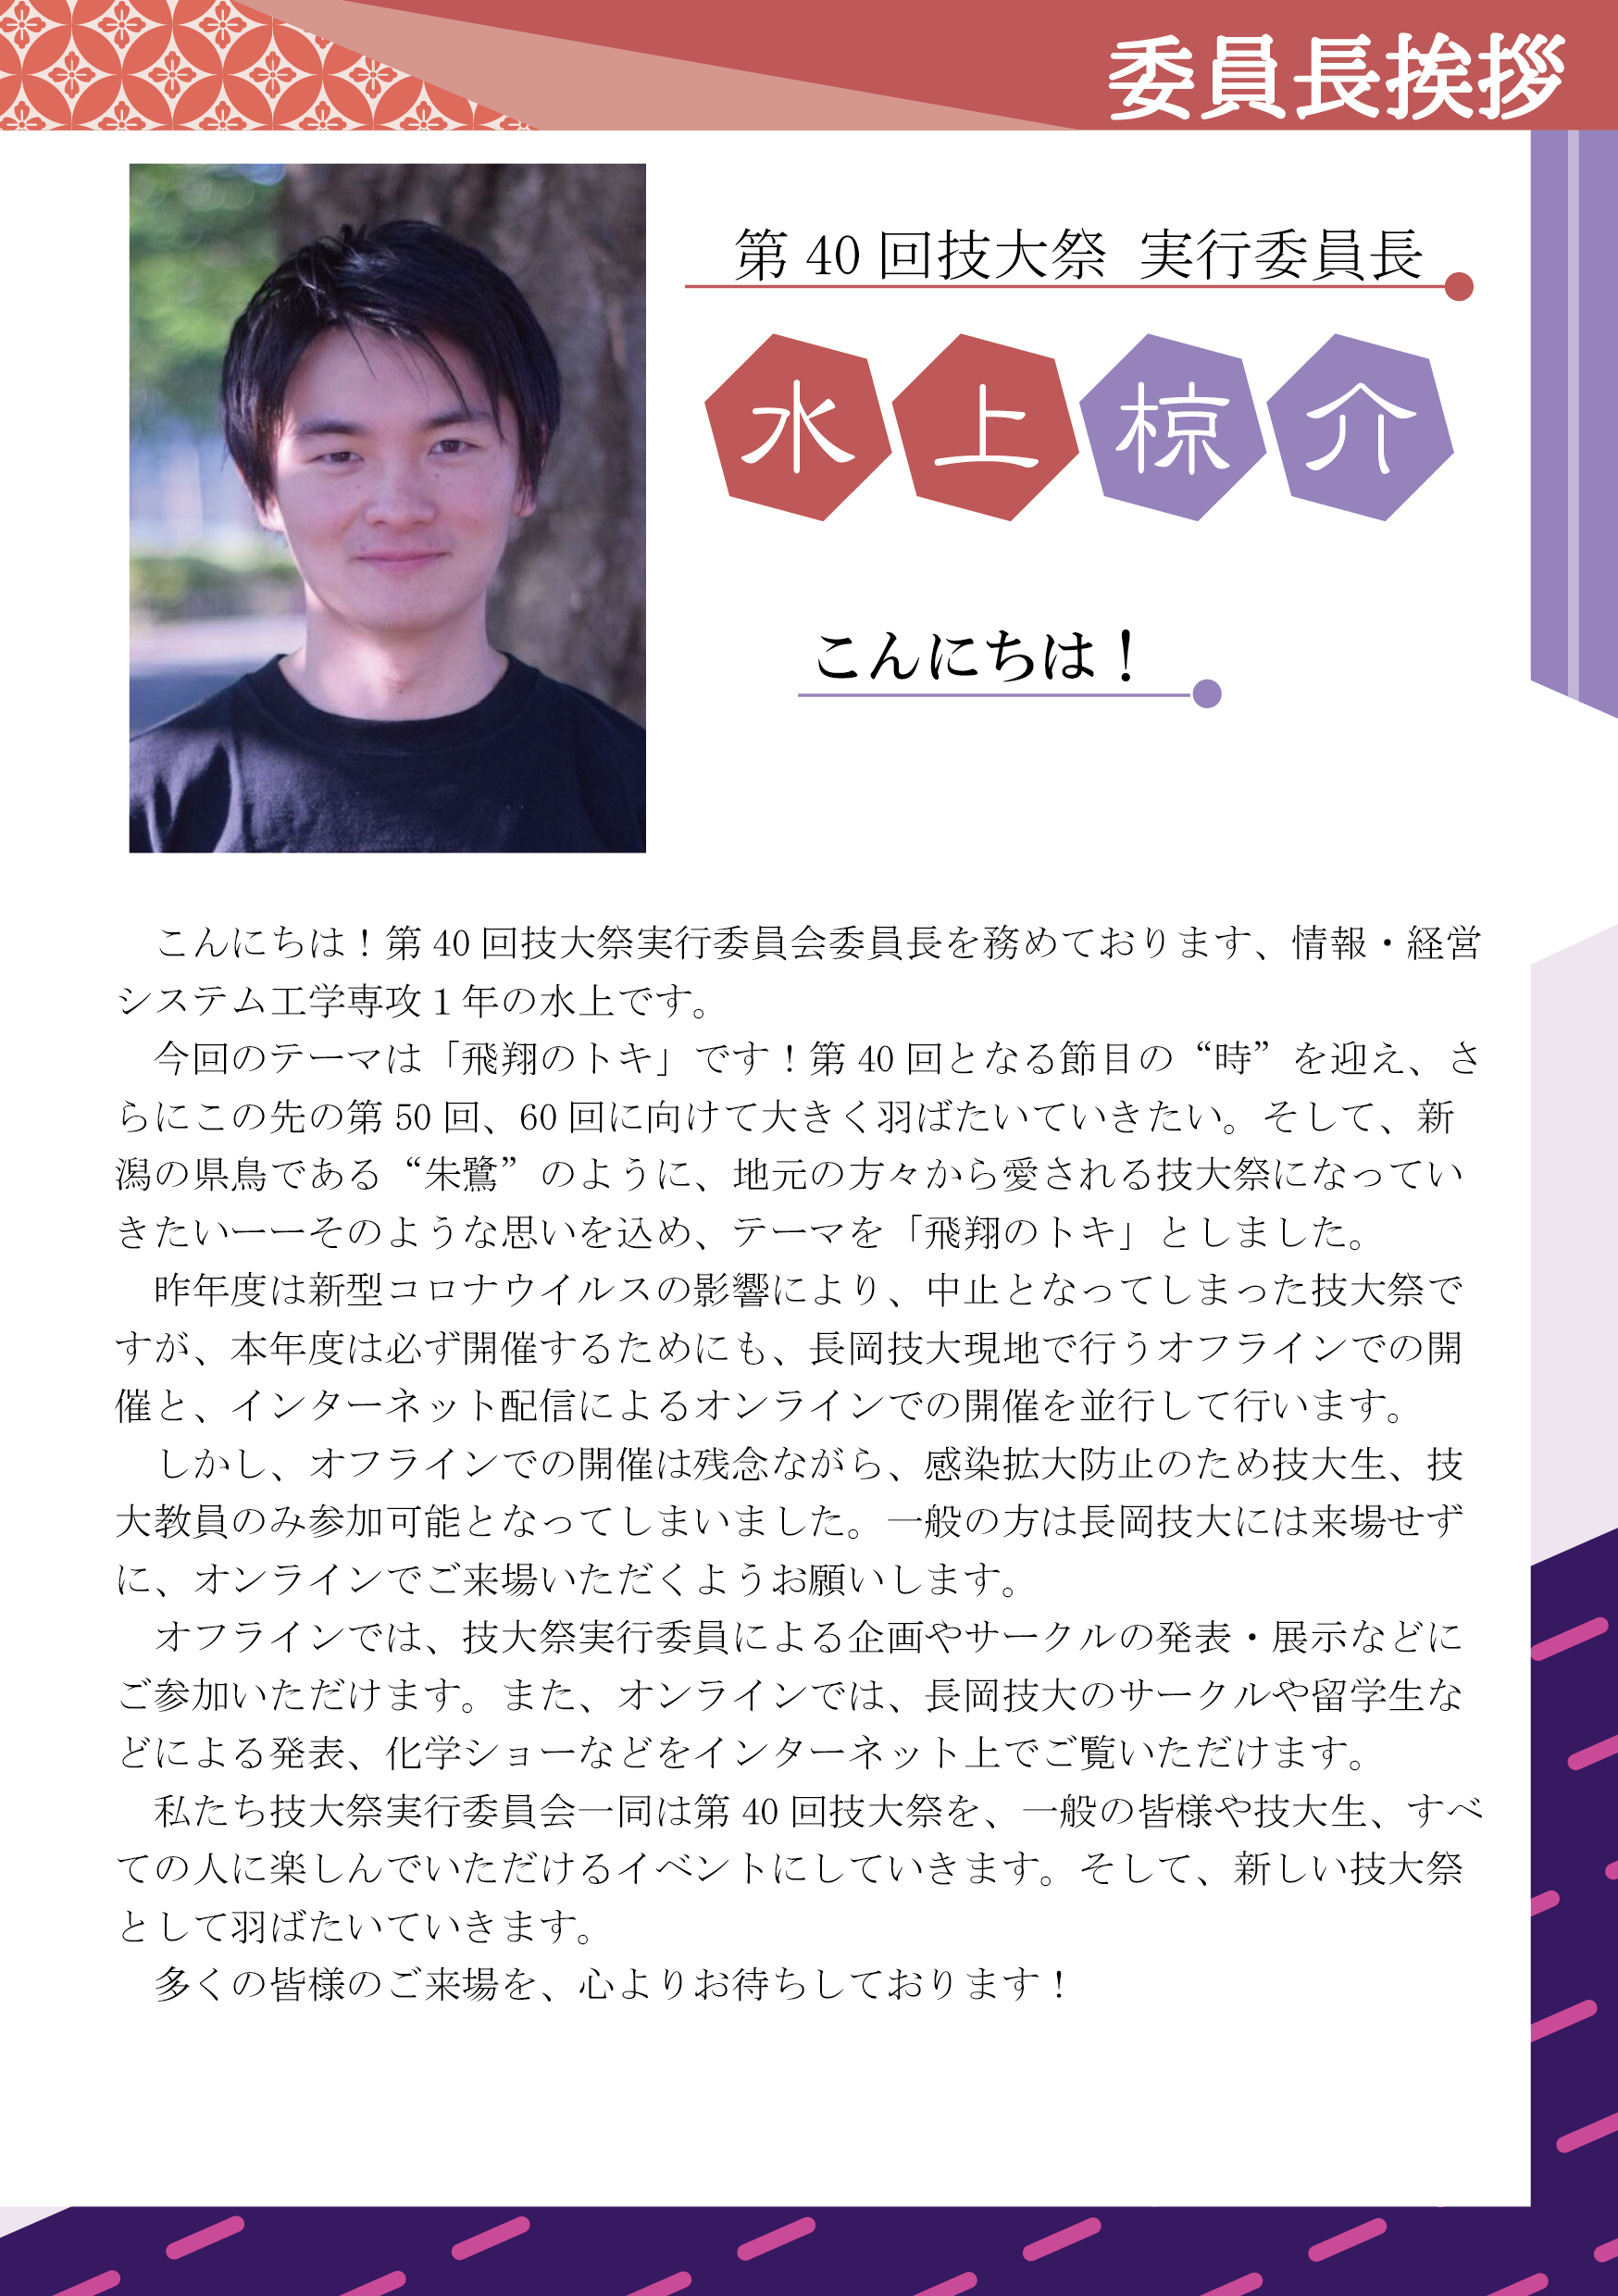 委員長挨拶
第 40 回技大祭 実行委員長
水上椋介
こんにちは！
こんにちは！第 40 回技大祭実行委員会委員長を務めております、情報・経営
システム工学専攻１年の水上です。
今回のテーマは「飛翔のトキ」です！第 40 回となる節目の“時”を迎え、さ
らにこの先の第 50 回、60 回に向けて大きく羽ばたいていきたい。そして、新
潟の県鳥である“朱鷺”のように、地元の方々から愛される技大祭になってい
きたいーーそのような思いを込め、テーマを「飛翔のトキ」としました。
昨年度は新型コロナウイルスの影響により、中止となってしまった技大祭で
すが、本年度は必ず開催するためにも、長岡技大現地で行うオフラインでの開
催と、インターネット配信によるオンラインでの開催を並行して行います。
しかし、オフラインでの開催は残念ながら、感染拡大防止のため技大生、技
大教員のみ参加可能となってしまいました。一般の方は長岡技大には来場せず
に、オンラインでご来場いただくようお願いします。
オフラインでは、技大祭実行委員による企画やサークルの発表・展示などに
ご参加いただけます。また、オンラインでは、長岡技大のサークルや留学生な
どによる発表、化学ショーなどをインターネット上でご覧いただけます。
私たち技大祭実行委員会一同は第 40 回技大祭を、一般の皆様や技大生、すべ
ての人に楽しんでいただけるイベントにしていきます。そして、新しい技大祭
として羽ばたいていきます。
多くの皆様のご来場を、心よりお待ちしております！